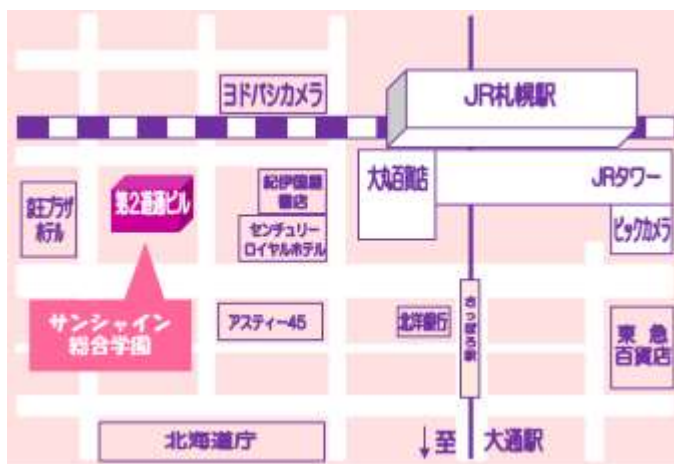 ヨドバシカメラ
JR札幌駅
京王プラザ
ホテル
第2道通ビル
紀伊国屋
書店
センチュリー
ロイヤルホテル
大丸百貨店
JRタワー
ビックカメラ
サンシャイン
総合学園
アスティー45
北洋銀行
さっぽろ駅
東急
百貨店
北海道庁
↓至 大通駅